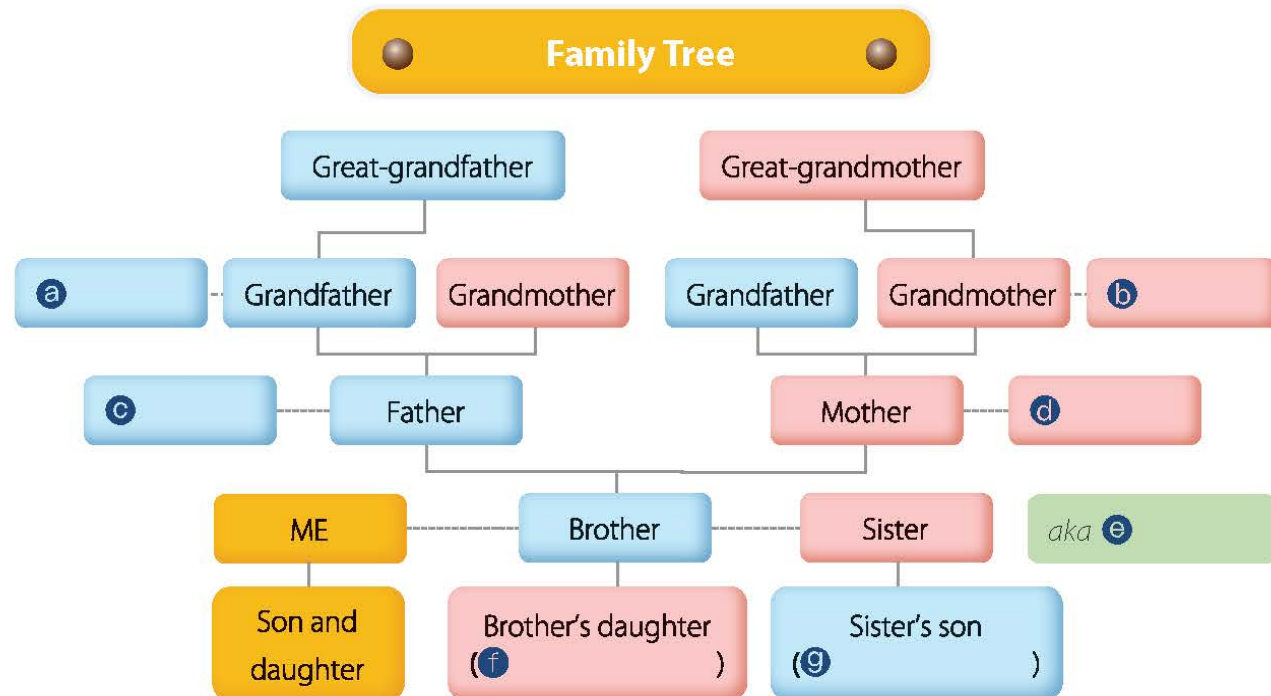 Family Tree
Great-grandfather
Great-grandmother
a
Grandfather
Grandmother
Grandfather
Grandmother
b
c
Father
Mother
d
ME
Brother
Sister
aka e
Son and
daughter
Brother's daughter
(f )
Sister's son
(g )